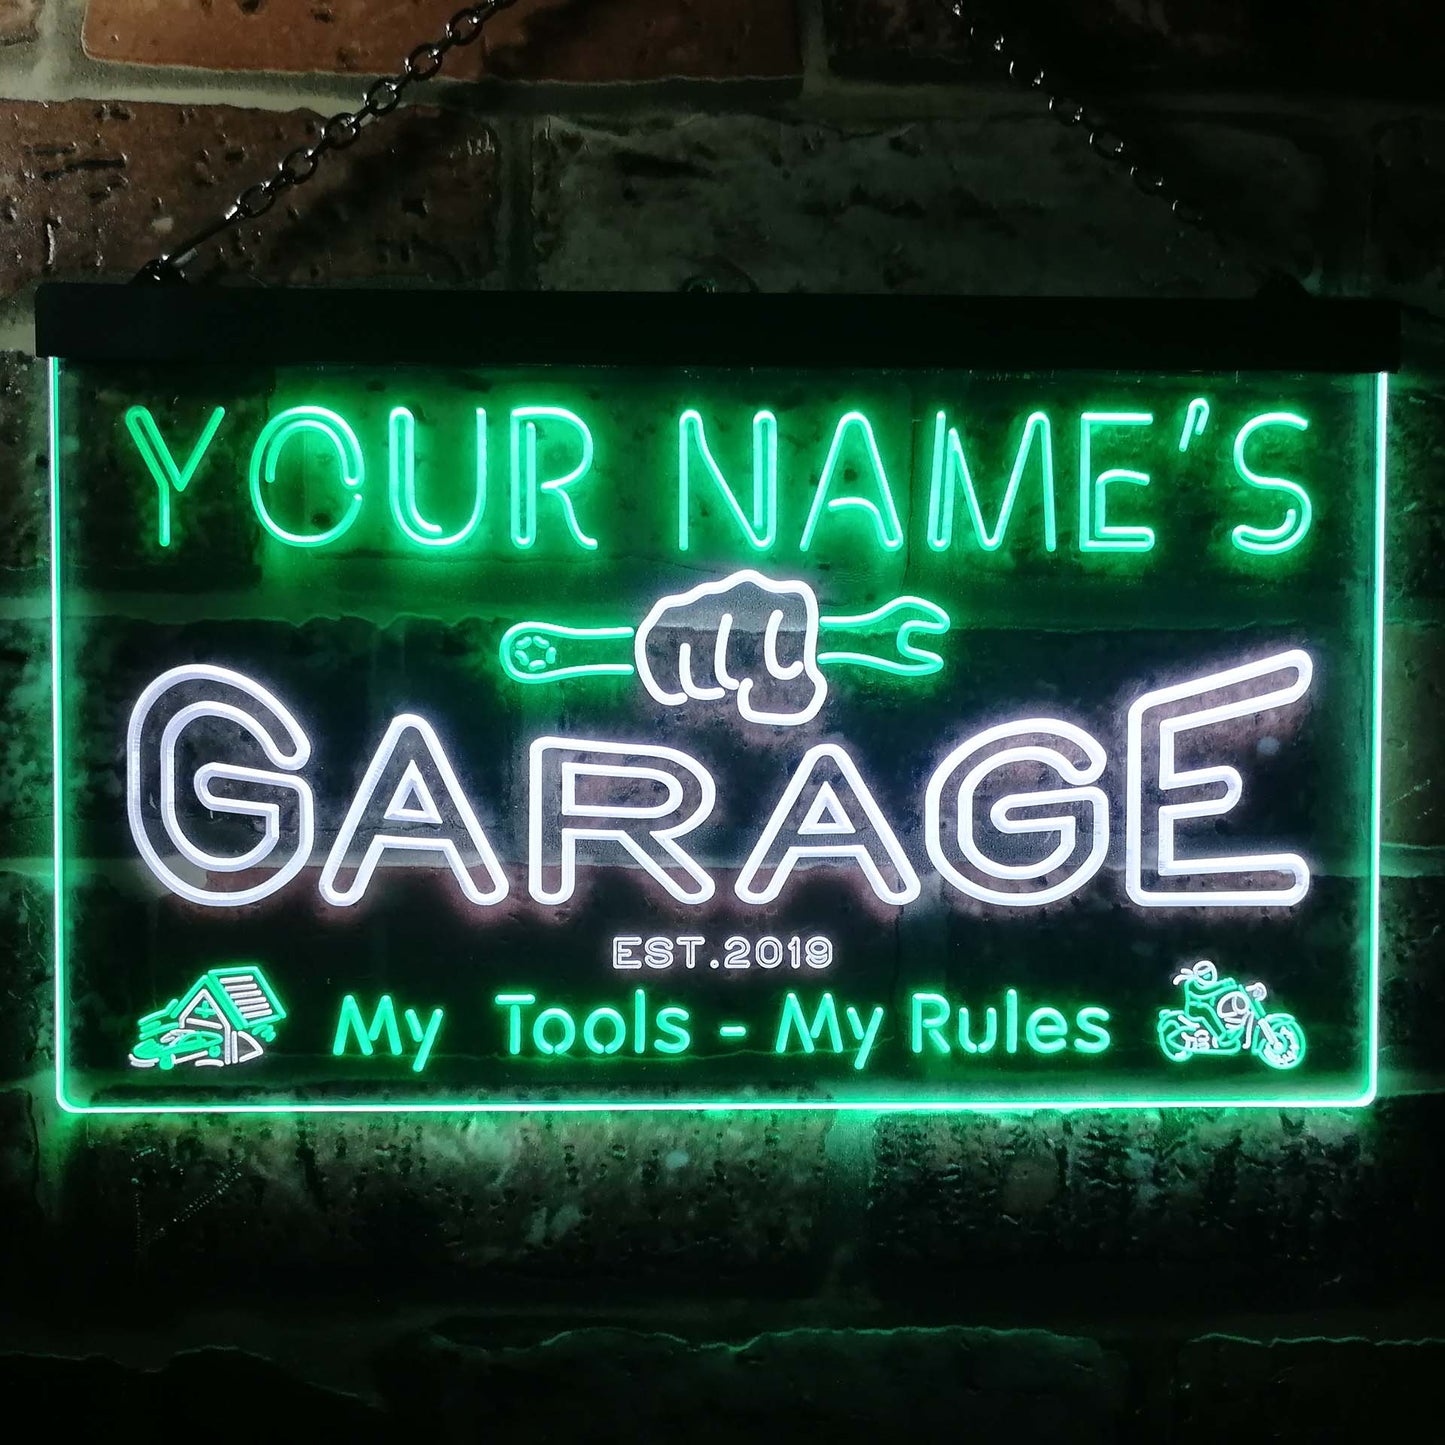 YOUR NAME'S
GARAGE
EST.2019
My Tools - My Rules